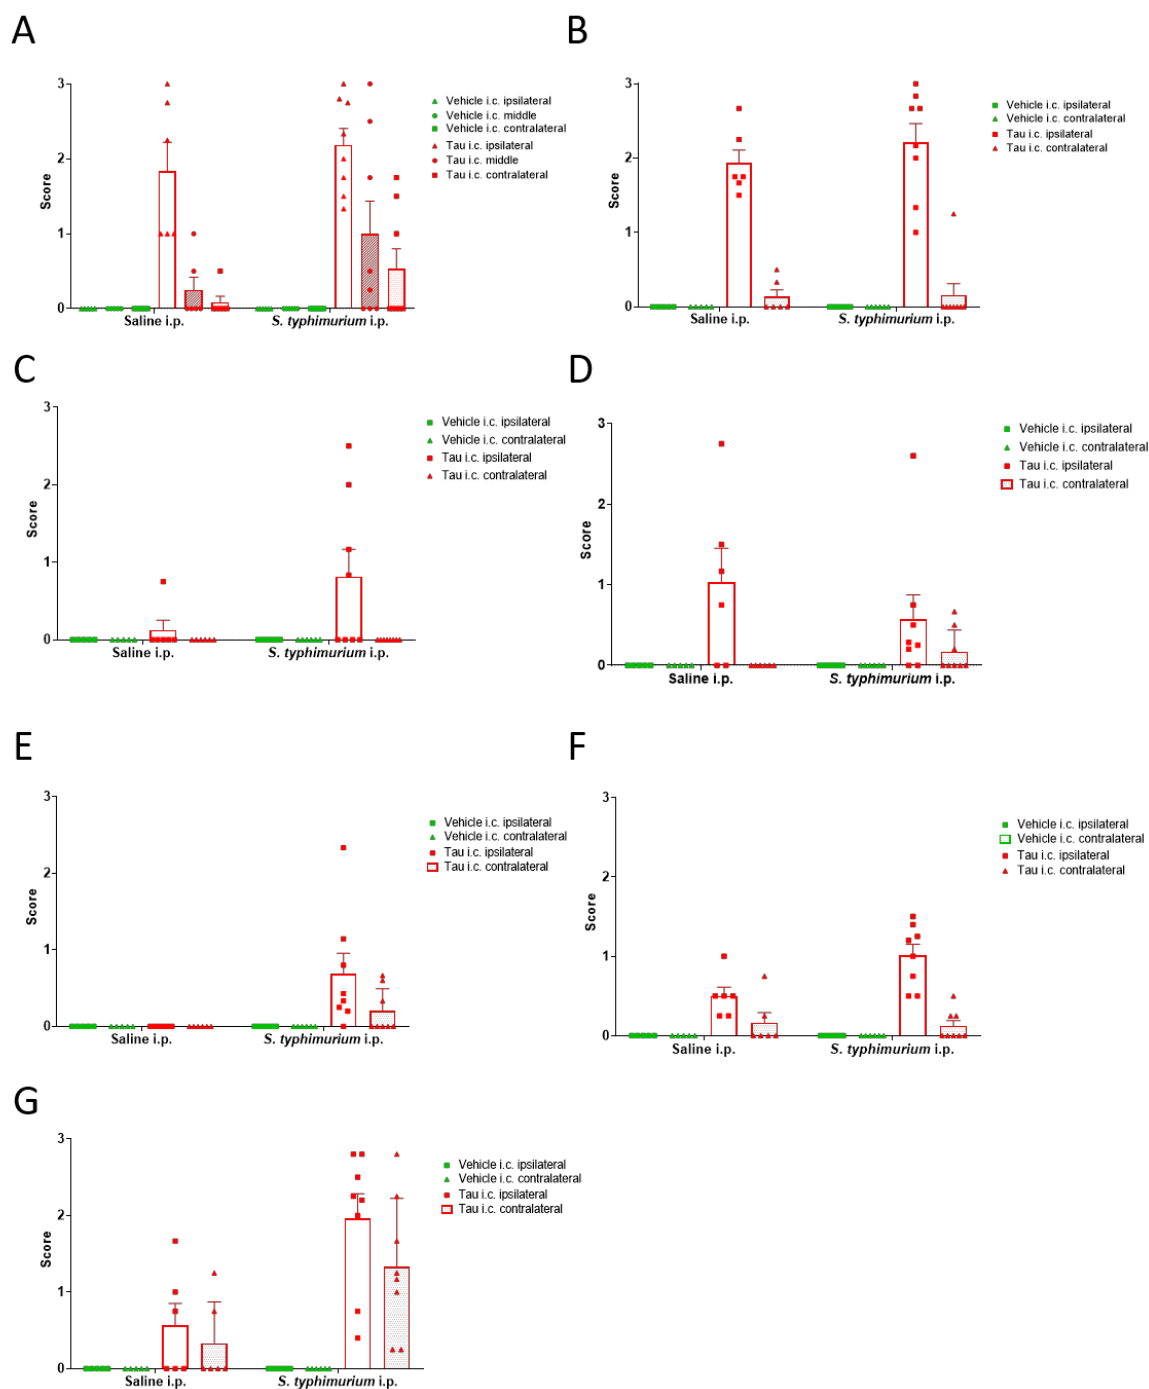 A
B
3
2
1
0
Score
Saline i.p.
S. typhimurium i.p.
Vehicle i.c. ipsilateral
Vehicle i.c. middle
Vehicle i.c. contralateral
Tau i.c. ipsilateral
Tau i.c. middle
Tau i.c. contralateral
3
2
1
0
Score
Saline i.p.
S. typhimurium i.p.
Vehicle i.c. ipsilateral
Vehicle i.c. contralateral
Tau i.c. ipsilateral
Tau i.c. contralateral
C
D
3
2
1
0
Score
Saline i.p.
S. typhimurium i.p.
Vehicle i.c. ipsilateral
Vehicle i.c. contralateral
Tau i.c. ipsilateral
Tau i.c. contralateral
3
2
1
0
Score
Saline i.p.
S. typhimurium i.p.
Vehicle i.c. ipsilateral
Vehicle i.c. contralateral
Tau i.c. ipsilateral
Tau i.c. contralateral
E
F
3
2
1
0
Score
Saline i.p.
S. typhimurium i.p.
Vehicle i.c. ipsilateral
Vehicle i.c. contralateral
Tau i.c. ipsilateral
Tau i.c. contralateral
3
2
1
0
Score
Saline i.p.
S. typhimurium i.p.
Vehicle i.c. ipsilateral
Vehicle i.c. contralateral
Tau i.c. ipsilateral
Tau i.c. contralateral
G
3
2
1
0
Score
Saline i.p.
S. typhimurium i.p.
Vehicle i.c. ipsilateral
Vehicle i.c. contralateral
Tau i.c. ipsilateral
Tau i.c. contralateral